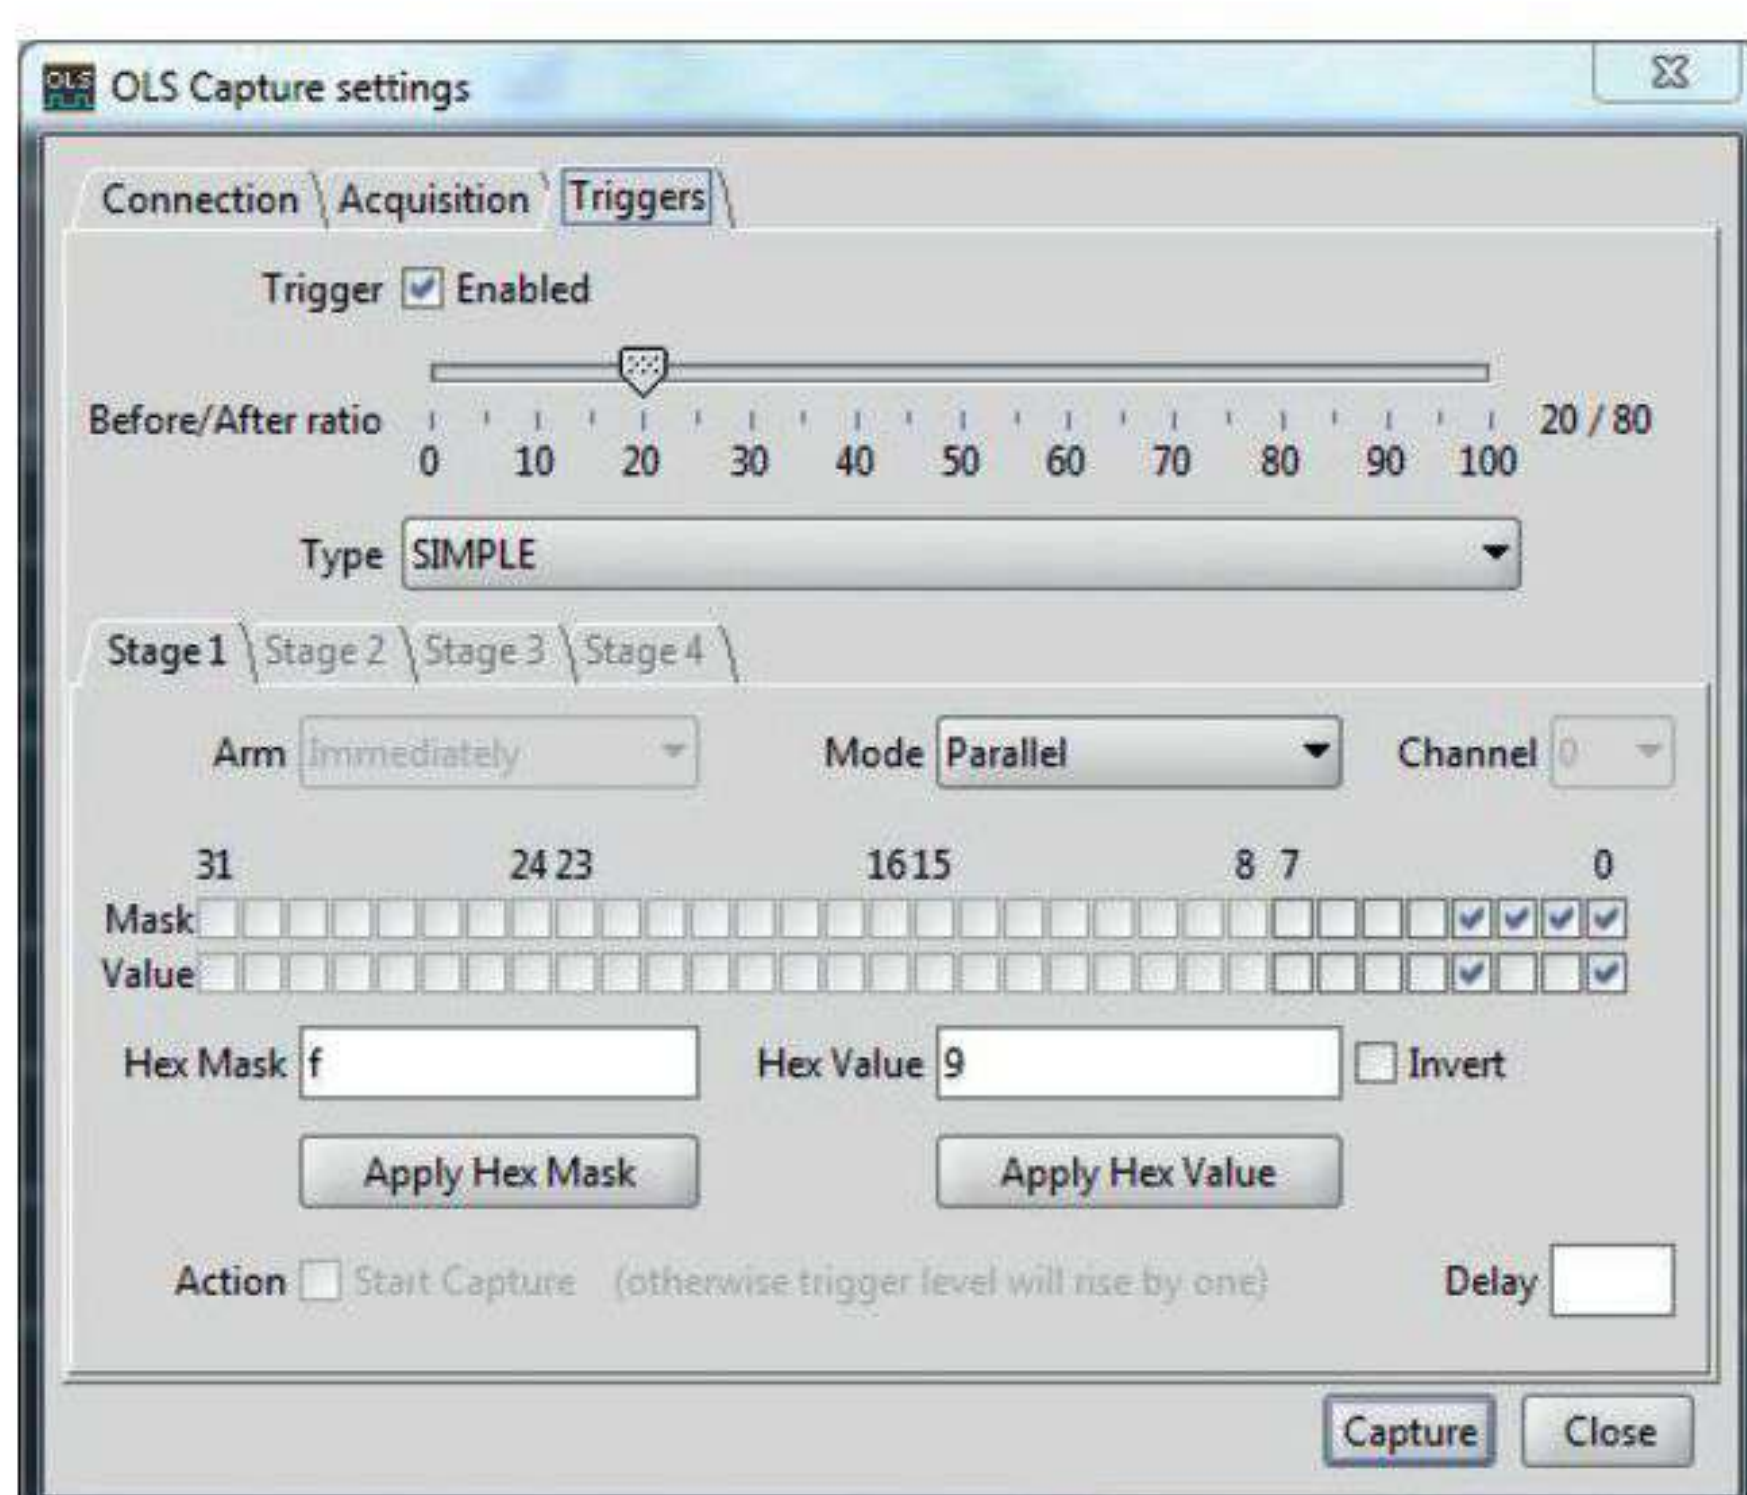 OLS OLS Capture settings
Connection Acquisition Triggers
Trigger Enabled
Before/After ratio 20 / 80
0 10 20 30 40 50 60 70 80 90 100
Type SIMPLE
Stage 1 Stage 2 Stage 3 Stage 4
Arm Immediately Mode Parallel Channel 0
31 24 23 16 15 8 7 0
Mask
Value
Hex Mask f Hex Value 9 Invert
Apply Hex Mask Apply Hex Value
Action Start Capture (otherwise trigger level will rise by one) Delay
Capture Close